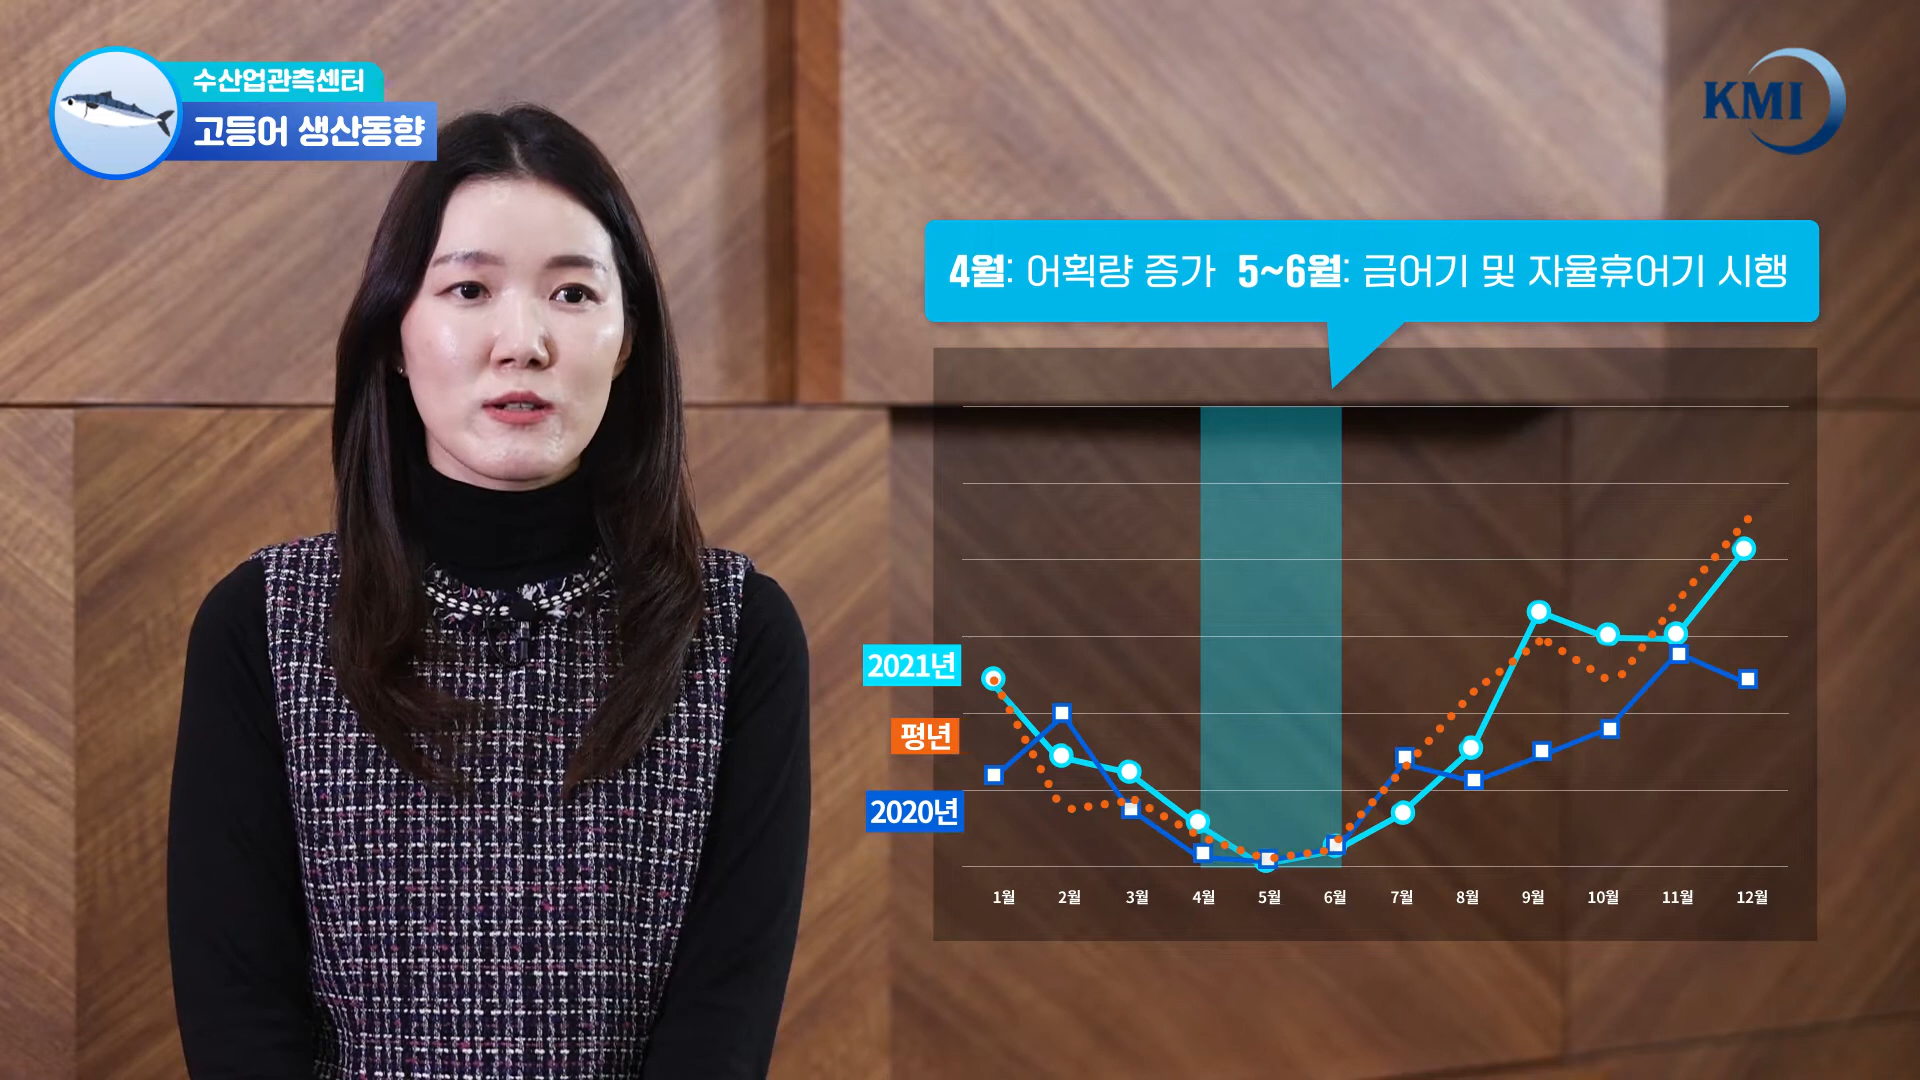 수산업관측센터
고등어 생산동향
KMI
4월: 어획량 증가 5~6월: 금어기 및 자율휴어기 시행
2021년
평년
2020년
1월 2월 3월 4월 5월 6월 7월 8월 9월 10월 11월 12월